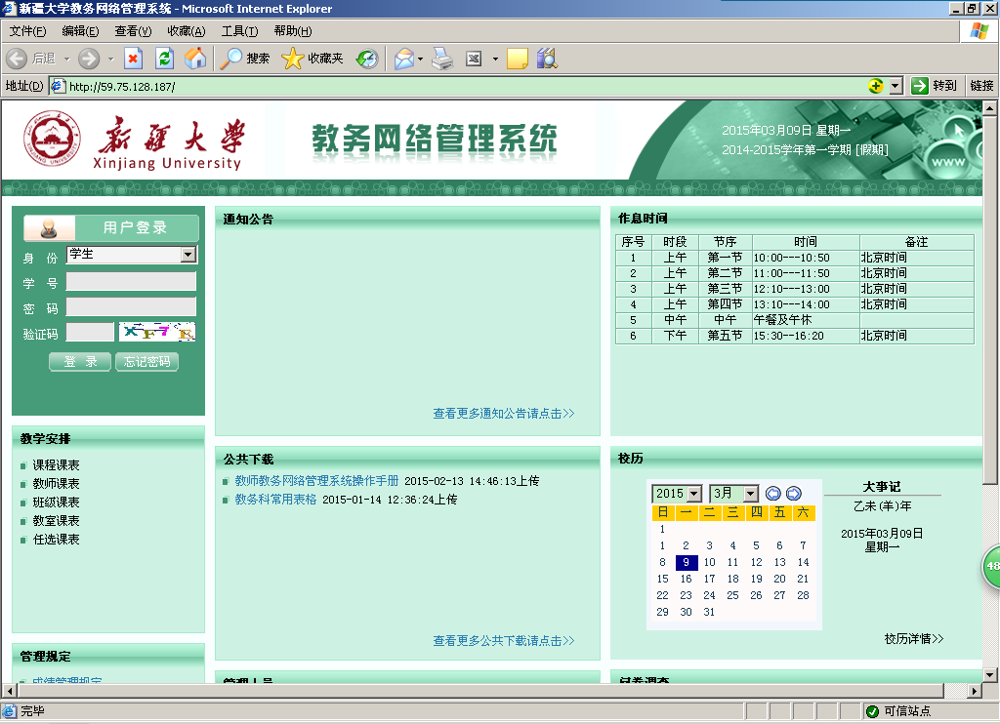 新疆大学教务网络管理系统 - Microsoft Internet Explorer
文件(F) 编辑(E) 查看(V) 收藏(A) 工具(T) 帮助(H)
后退 搜索 收藏夹
地址(D) http://59.75.128.187/ 转到 链接
新疆大学
Xinjiang University
教务网络管理系统
2015年03月09日 星期一
2014-2015学年第一学期 [假期]
www
用户登录
身 份 学生
学 号
密 码
验证码 X F 7 E
登 录 忘记密码
通知公告
查看更多通知公告请点击>>
作息时间
序号 时段 节序 时间 备注
1 上午 第一节 10:00---10:50 北京时间
2 上午 第二节 11:00---11:50 北京时间
3 上午 第三节 12:10---13:00 北京时间
4 上午 第四节 13:10---14:00 北京时间
5 中午 中午 午餐及午休
6 下午 第五节 15:30--16:20 北京时间
教学安排
课程课表
教师课表
班级课表
教室课表
任选课表
公共下载
教师教务网络管理系统操作手册 2015-02-13 14:46:13上传
教务科常用表格 2015-01-14 12:36:24上传
查看更多公共下载请点击>>
校历
2015 3月
日 一 二 三 四 五 六
1
1 2 3 4 5 6 7
8 9 10 11 12 13 14
15 16 17 18 19 20 21
22 23 24 25 26 27 28
29 30 31
大事记
乙未(羊)年
2015年03月09日
星期一
校历详情>>
48
管理规定
成绩管理规定
管理人员
问卷调查
完毕 可信站点